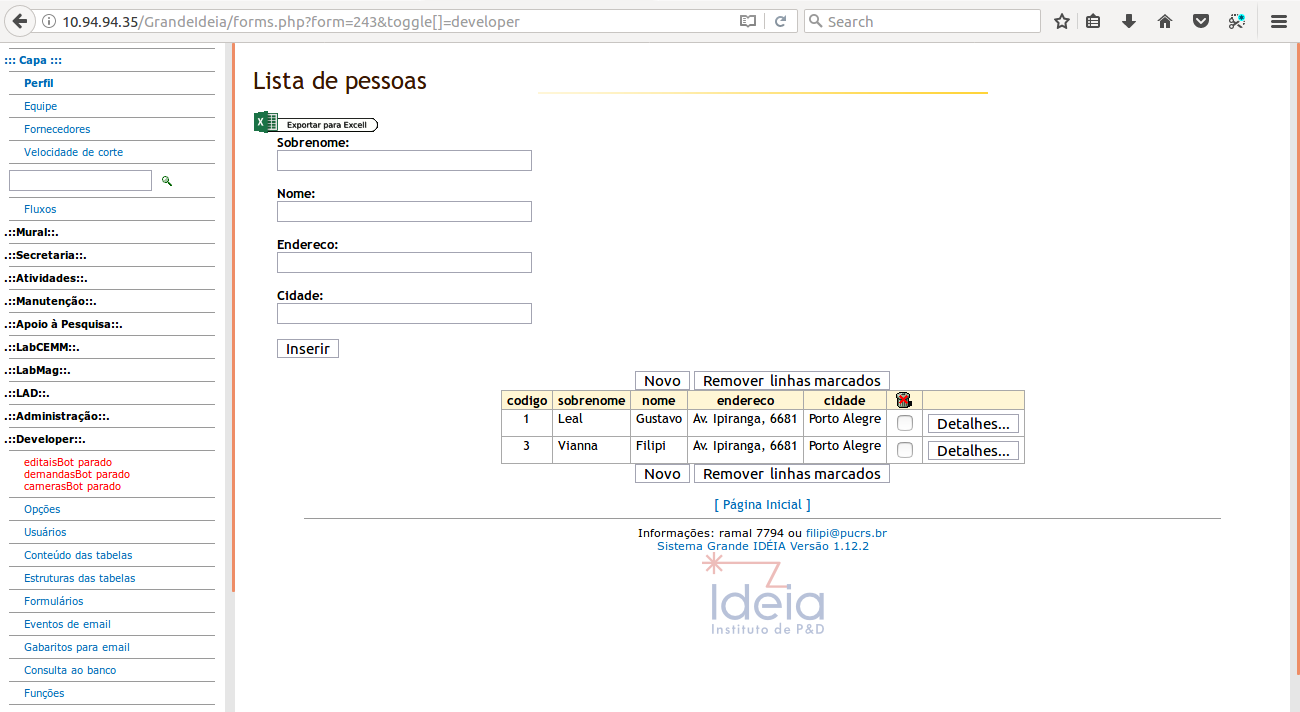 10.94.94.35/GrandeIdeia/forms.php?form=243&toggle[]=developer
Search
::: Capa :::
Perfil
Equipe
Fornecedores
Velocidade de corte
Fluxos
.::Mural::.
.::Secretaria::.
.::Atividades::.
.::Manutenção::.
.::Apoio à Pesquisa::.
.::LabCEMM::.
.::LabMag::.
.::LAD::.
.::Administração::.
.::Developer::.
editaisBot parado
demandasBot parado
camerasBot parado
Opções
Usuários
Conteúdo das tabelas
Estruturas das tabelas
Formulários
Eventos de email
Gabaritos para email
Consulta ao banco
Funções
Lista de pessoas
X Exportar para Excell
Sobrenome:
Nome:
Endereco:
Cidade:
Inserir
Novo Remover linhas marcados
codigo sobrenome nome endereco cidade
1 Leal Gustavo Av. Ipiranga, 6681 Porto Alegre Detalhes...
3 Vianna Filipi Av. Ipiranga, 6681 Porto Alegre Detalhes...
Novo Remover linhas marcados
[ Página Inicial ]
Informações: ramal 7794 ou filipi@pucrs.br
Sistema Grande IDÉIA Versão 1.12.2
Ideia
Instituto de P&D